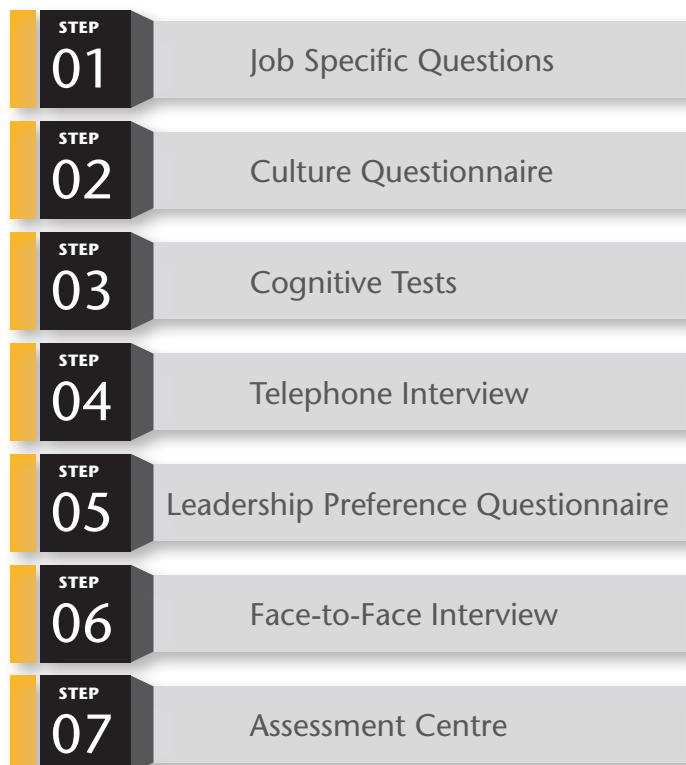 STEP
01
Job Specific Questions
STEP
02
Culture Questionnaire
STEP
03
Cognitive Tests
STEP
04
Telephone Interview
STEP
05
Leadership Preference Questionnaire
STEP
06
Face-to-Face Interview
STEP
07
Assessment Centre